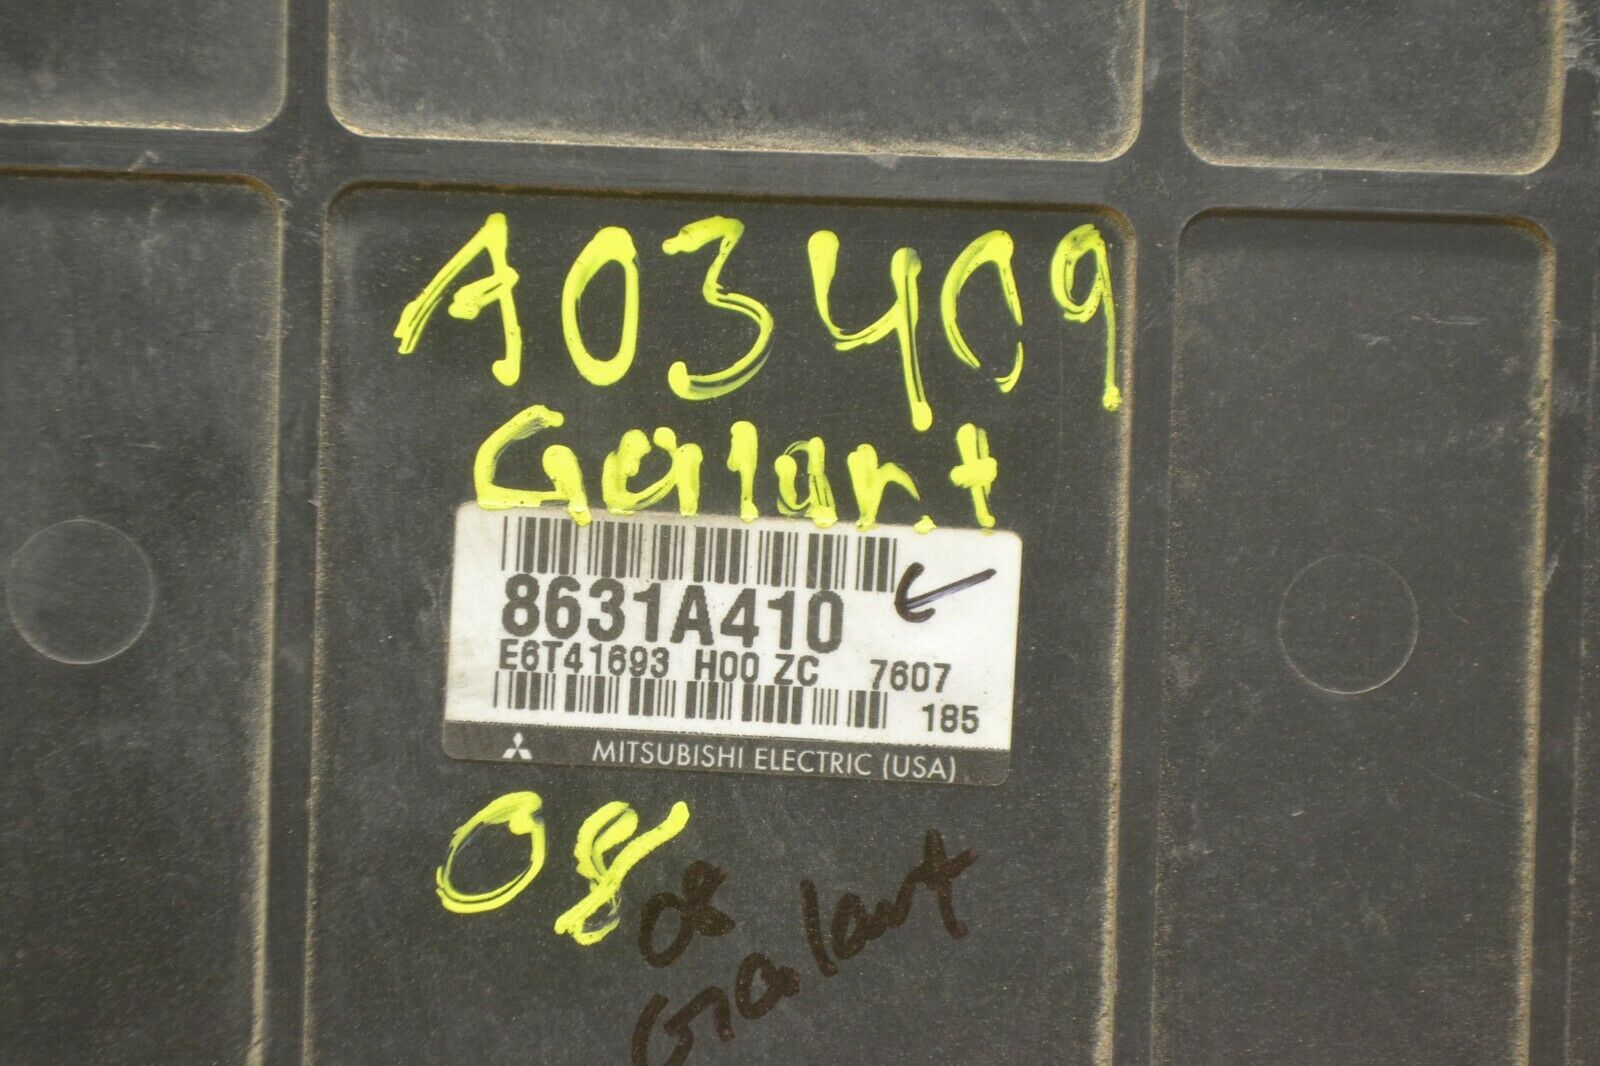 A03409
Galant
8631A410
E6T41693 H00 ZC 7607
185
MITSUBISHI ELECTRIC (USA)
08
08
Galant